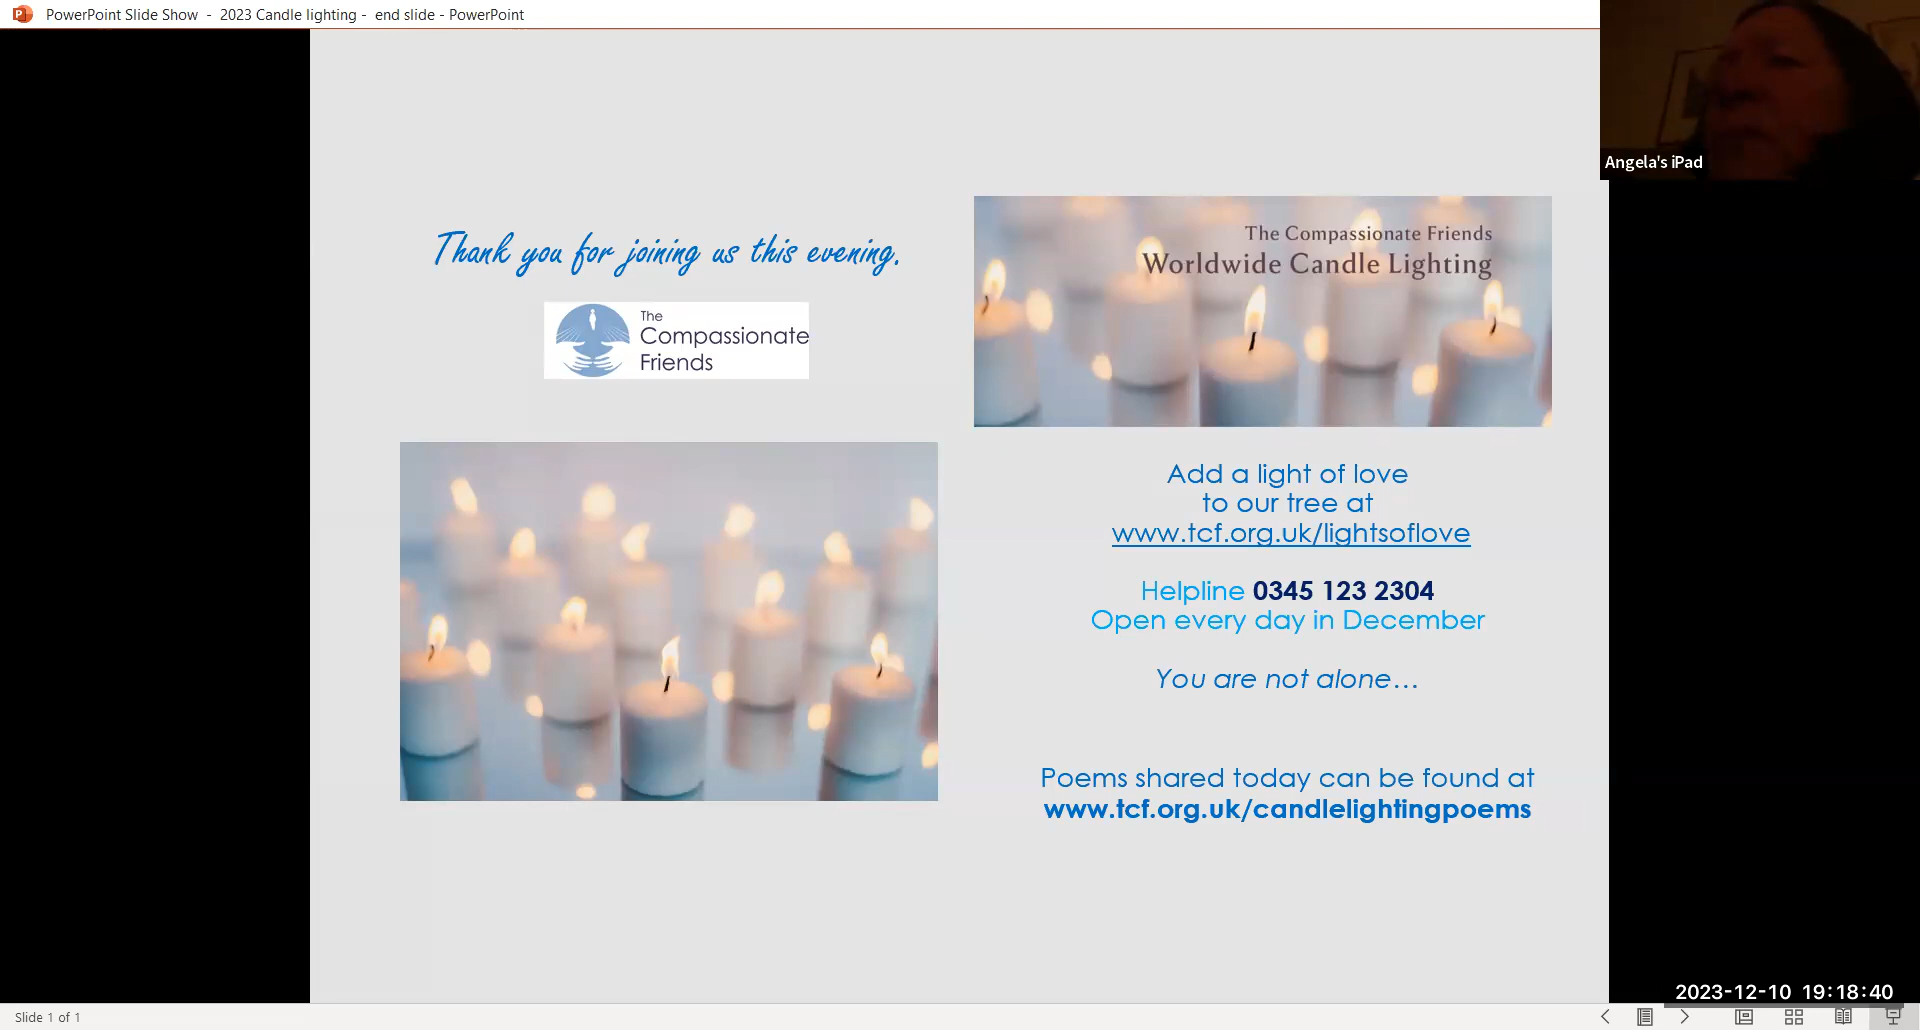 PowerPoint Slide Show - 2023 Candle lighting - end slide - PowerPoint
Angela's iPad
Thank you for joining us this evening.
The
Compassionate
Friends
The Compassionate Friends
Worldwide Candle Lighting
Add a light of love
to our tree at
www.tcf.org.uk/lightsoflove
Helpline 0345 123 2304
Open every day in December
You are not alone…
Poems shared today can be found at
www.tcf.org.uk/candlelightingpoems
2023-12-10 19:18:40
Slide 1 of 1